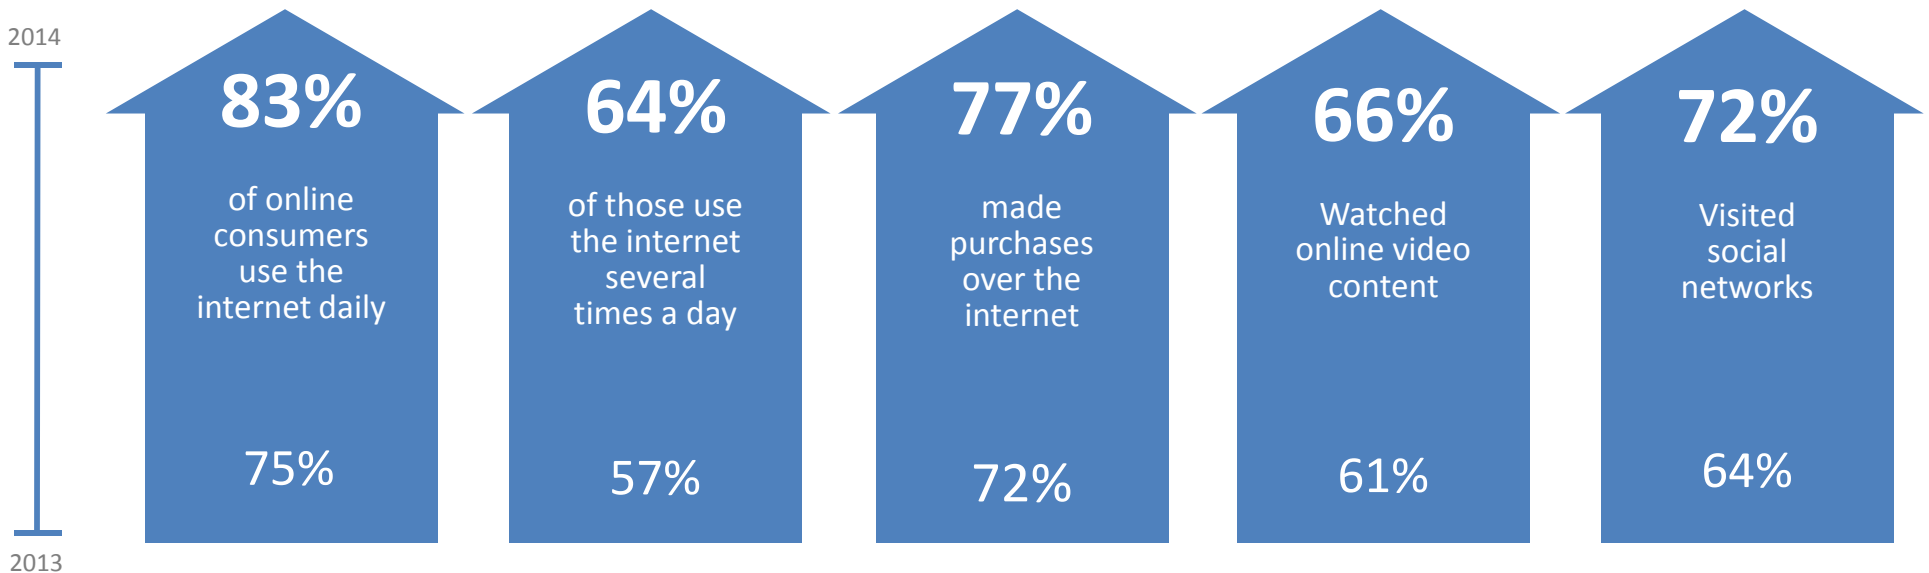 2014
83%
of online
consumers
use the
internet daily
75%
64%
of those use
the internet
several
times a day
57%
77%
made
purchases
over the
internet
72%
66%
Watched
online video
content
61%
72%
Visited
social
networks
64%
2013